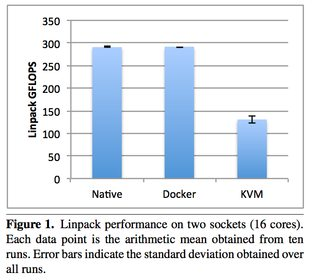 350
300
250
200
150
100
50
0
Linpack GFLOPS
Native Docker KVM
Figure 1. Linpack performance on two sockets (16 cores).
Each data point is the arithmetic mean obtained from ten
runs. Error bars indicate the standard deviation obtained over
all runs.